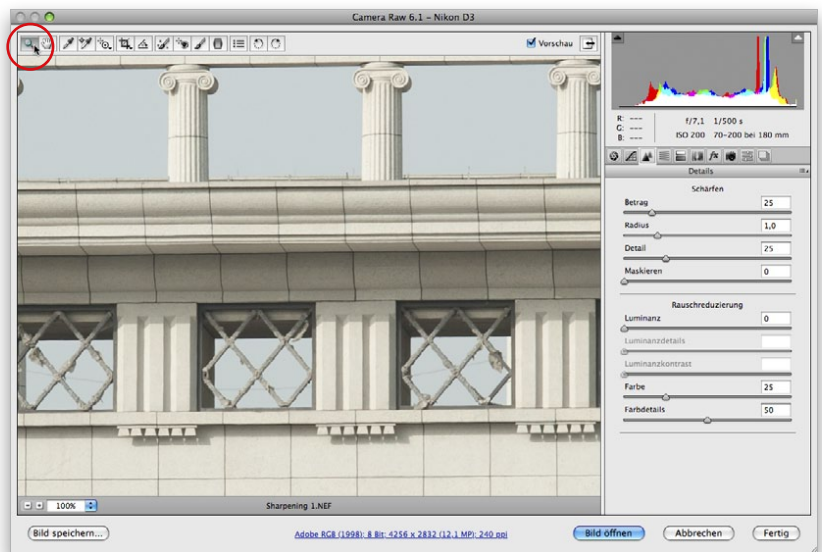 Camera Raw 6.1 – Nikon D3
Vorschau
R: ---
G: ---
B: ---
f/7,1 1/500 s
ISO 200 70–200 bei 180 mm
fx
Details
Schärfen
Betrag 25
Radius 1,0
Detail 25
Maskieren 0
Rauschreduzierung
Luminanz 0
Luminanzdetails
Luminanzkontrast
Farbe 25
Farbdetails 50
100%
Sharpening 1.NEF
Bild speichern...
Adobe RGB (1998); 8 Bit; 4256 x 2832 (12,1 MP); 240 ppi
Bild öffnen
Abbrechen
Fertig